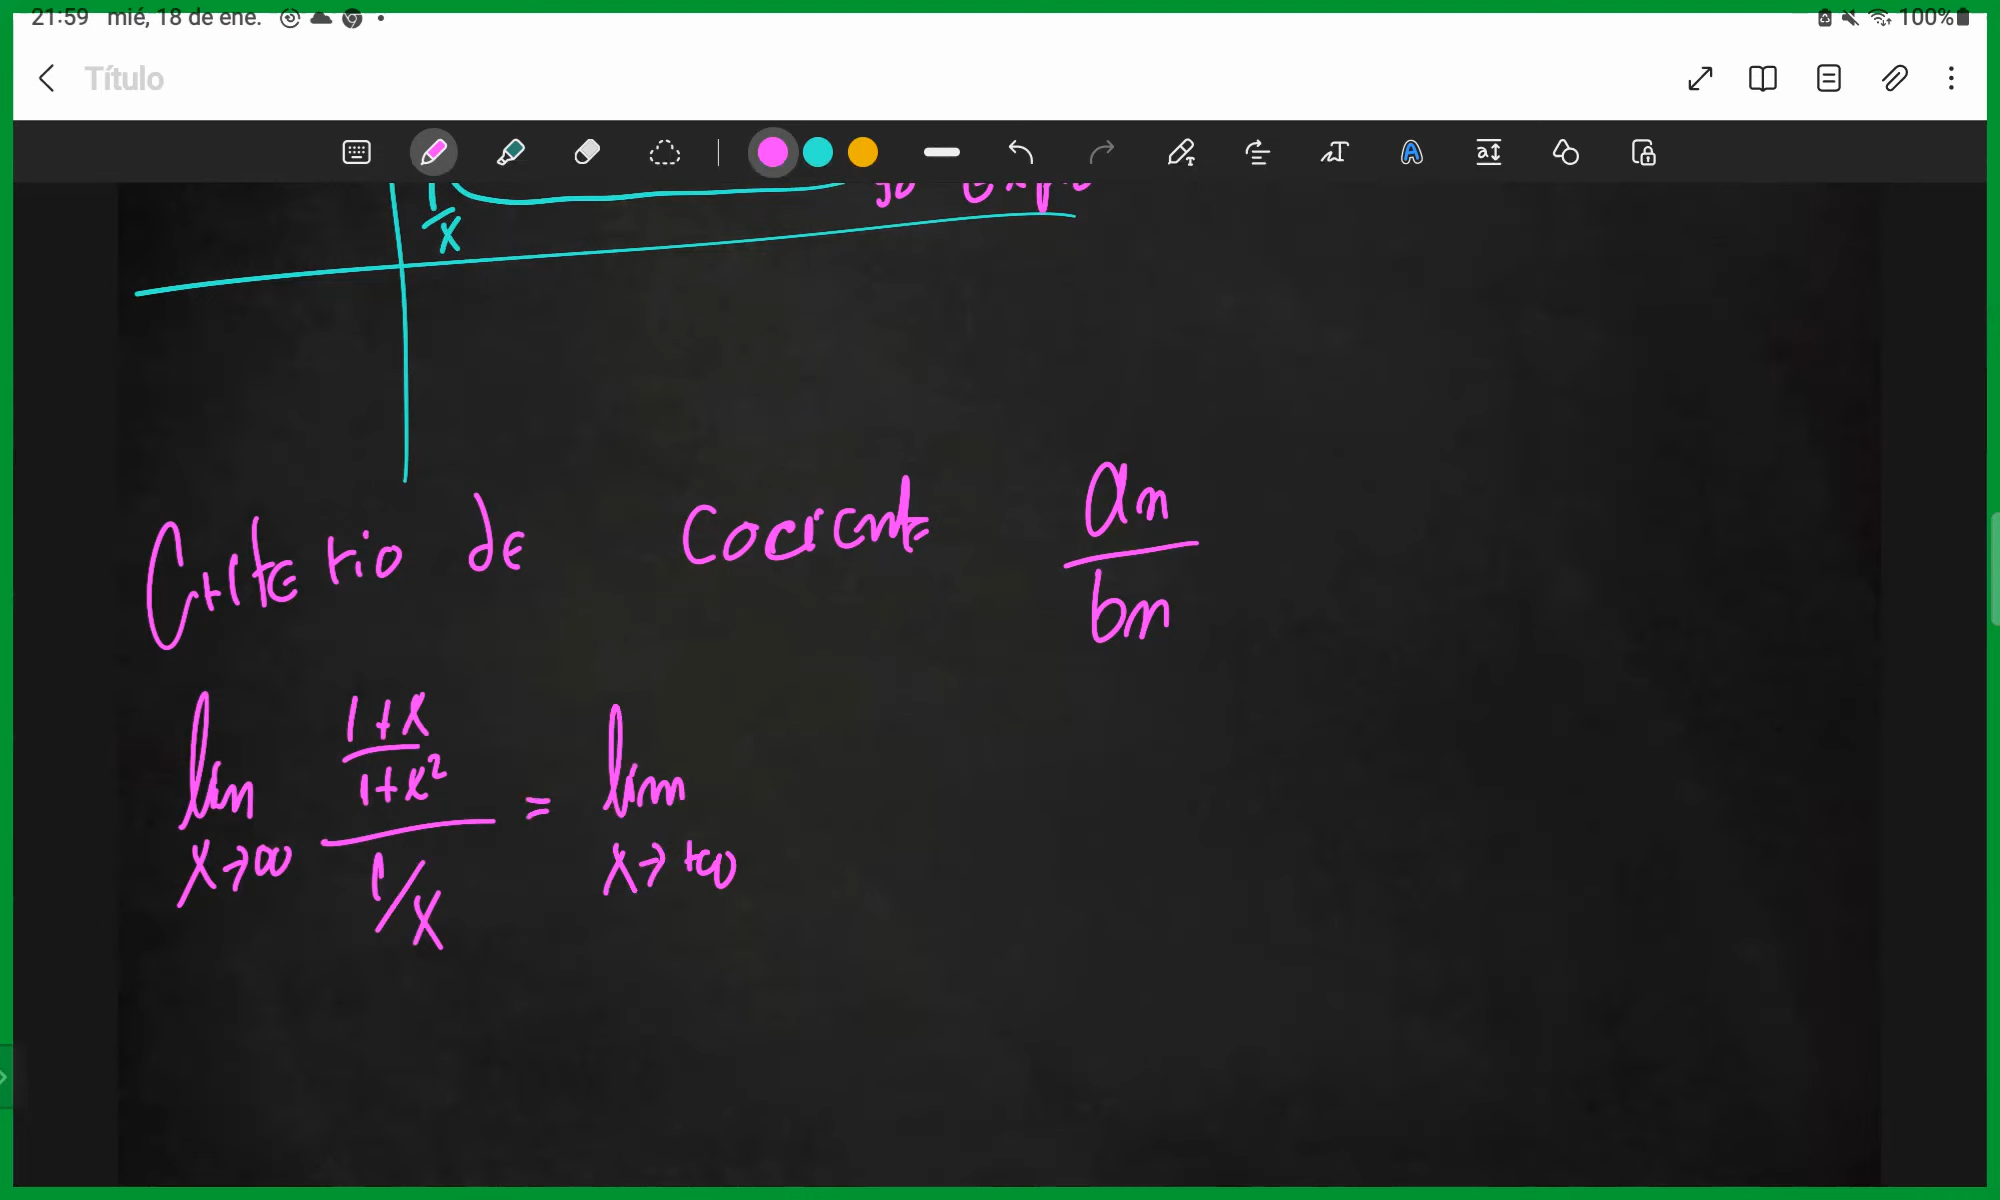 21:59 mié, 18 de ene. 100%
Título
1/x
Criterio de Cociente an/bn
lim x→∞ ((1+x)/(1+x²))/(1/x) = lim x→+∞